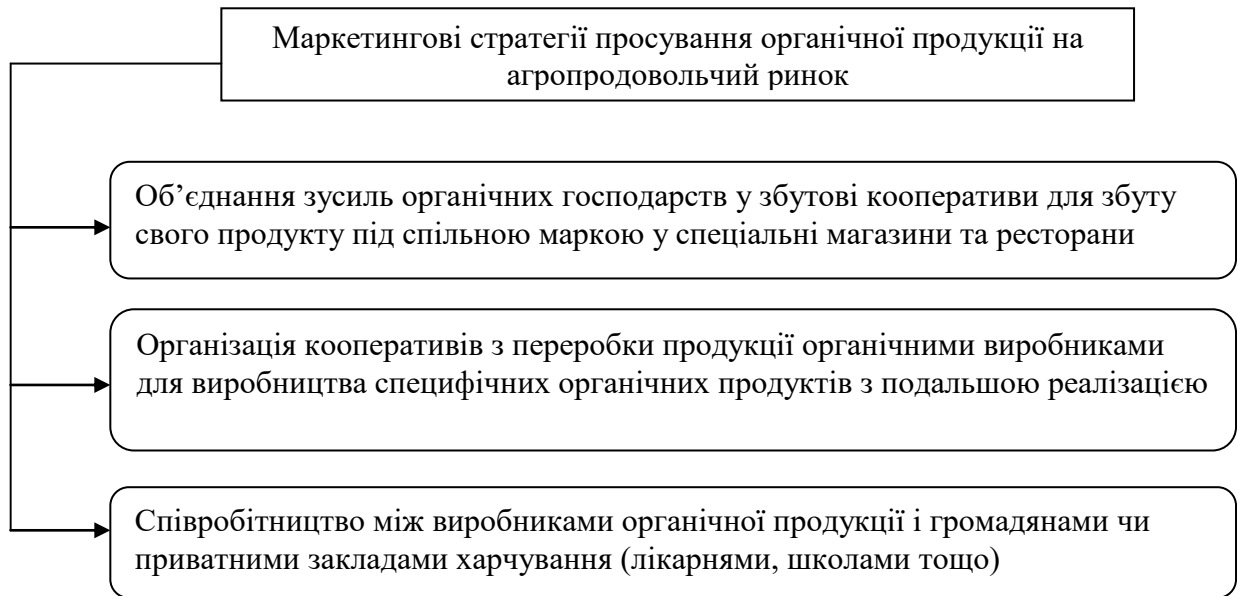 Маркетингові стратегії просування органічної продукції на
агропродовольчий ринок
Об’єднання зусиль органічних господарств у збутові кооперативи для збуту
свого продукту під спільною маркою у спеціальні магазини та ресторани
Організація кооперативів з переробки продукції органічними виробниками
для виробництва специфічних органічних продуктів з подальшою реалізацією
Співробітництво між виробниками органічної продукції і громадянами чи
приватними закладами харчування (лікарнями, школами тощо)